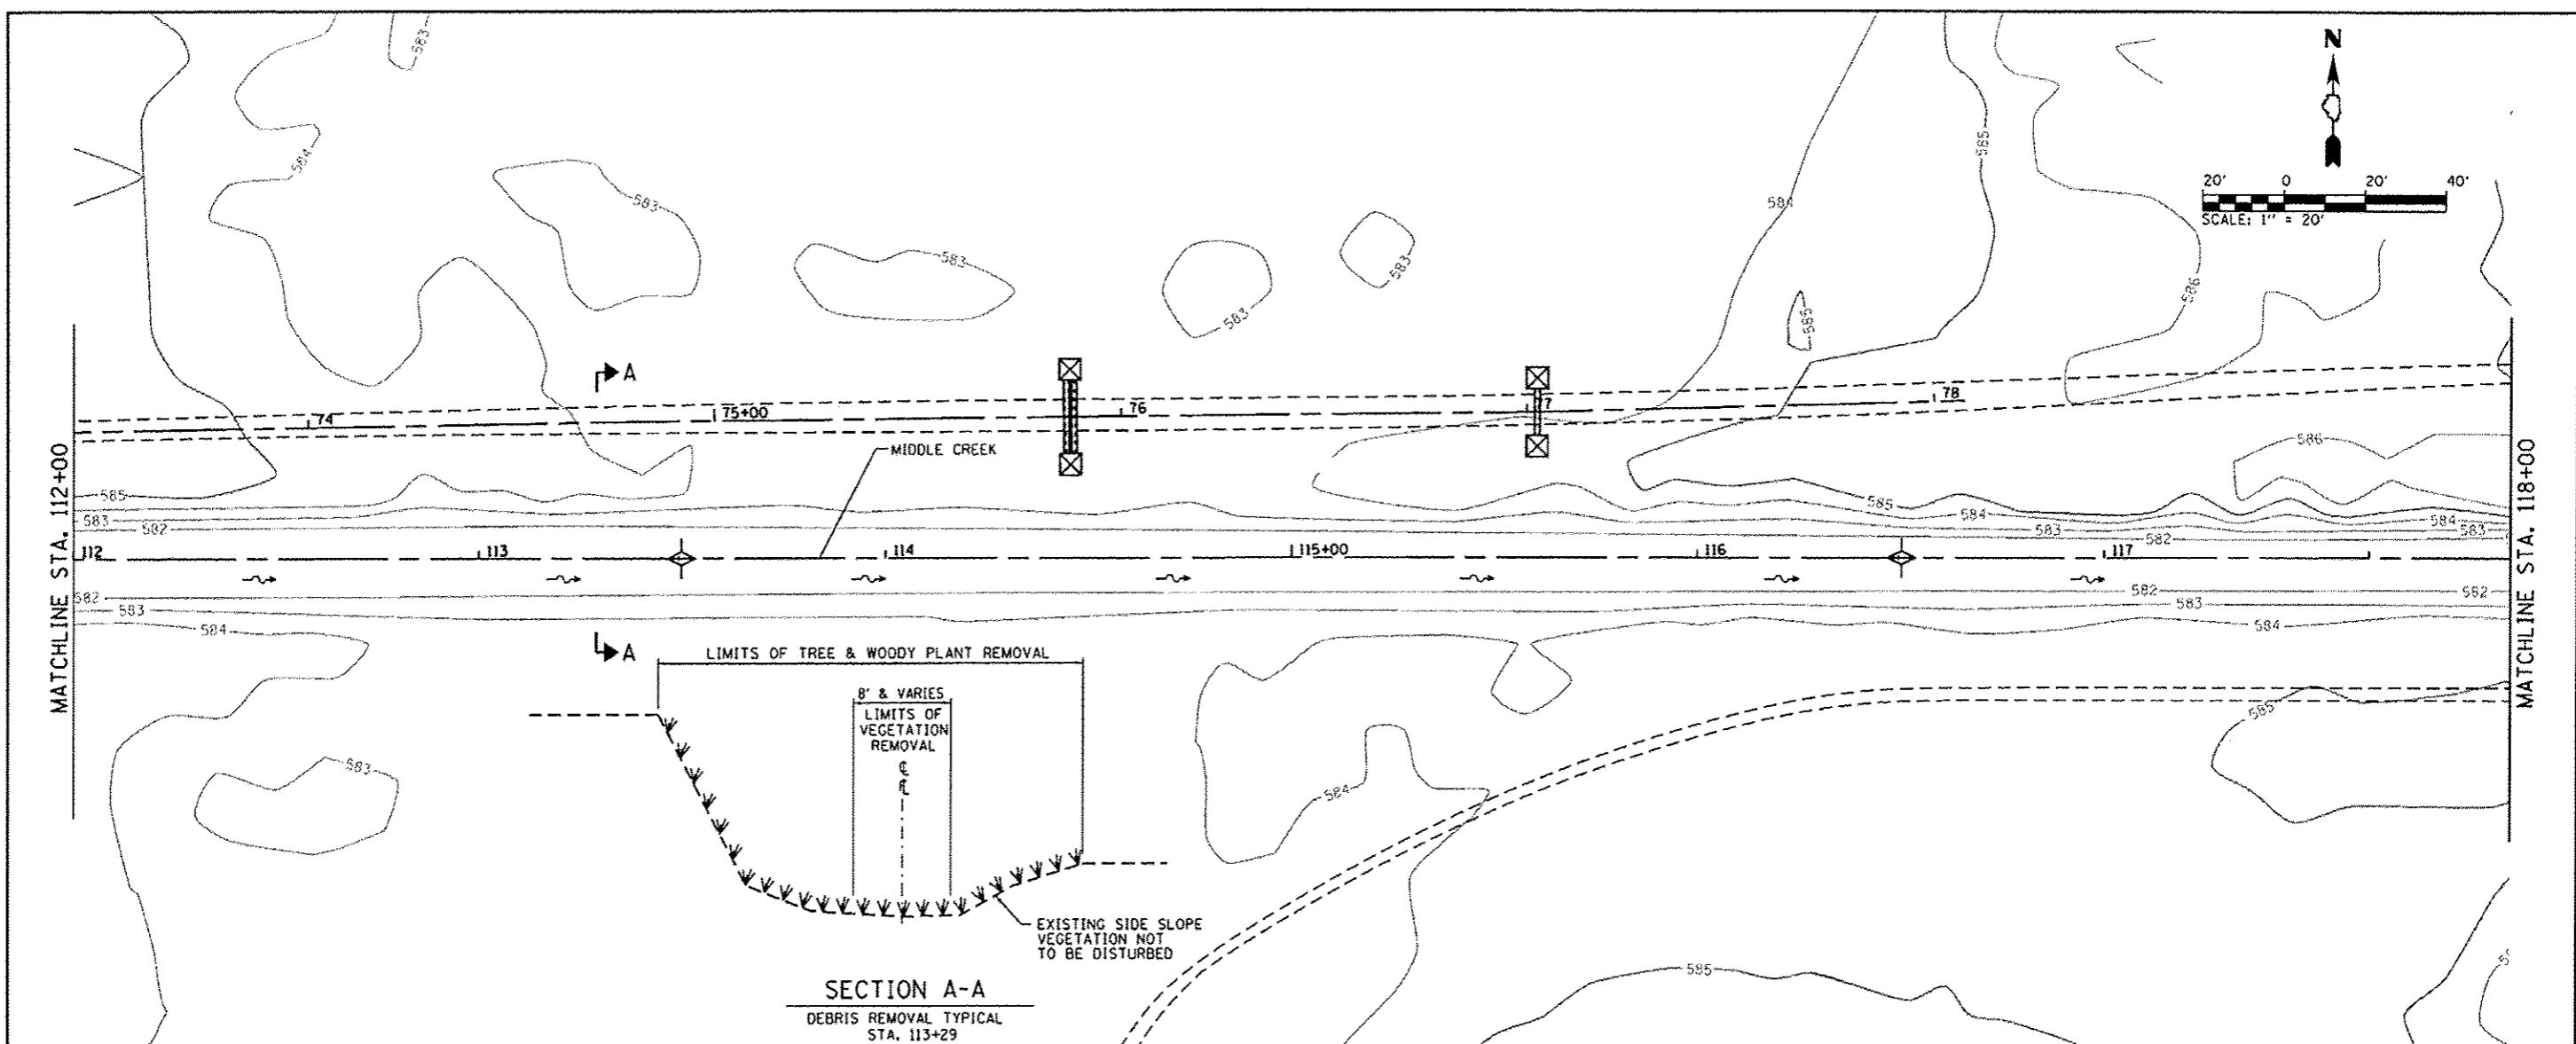 583
N
584
585
20' 0 20' 40'
SCALE: 1" = 20'
583
584
583
583
583
586
585
A
74
75+00
76
77
78
MIDDLE CREEK
MATCHLINE STA. 112+00
MATCHLINE STA. 118+00
586
585
585
584
584
583
583
583
582
582
112
113
114
115+00
116
117
582
583
584
582
583
584
582
A
LIMITS OF TREE & WOODY PLANT REMOVAL
8' & VARIES
LIMITS OF
VEGETATION
REMOVAL
585
583
584
EXISTING SIDE SLOPE
VEGETATION NOT
TO BE DISTURBED
585
SECTION A-A
DEBRIS REMOVAL TYPICAL
STA. 113+29